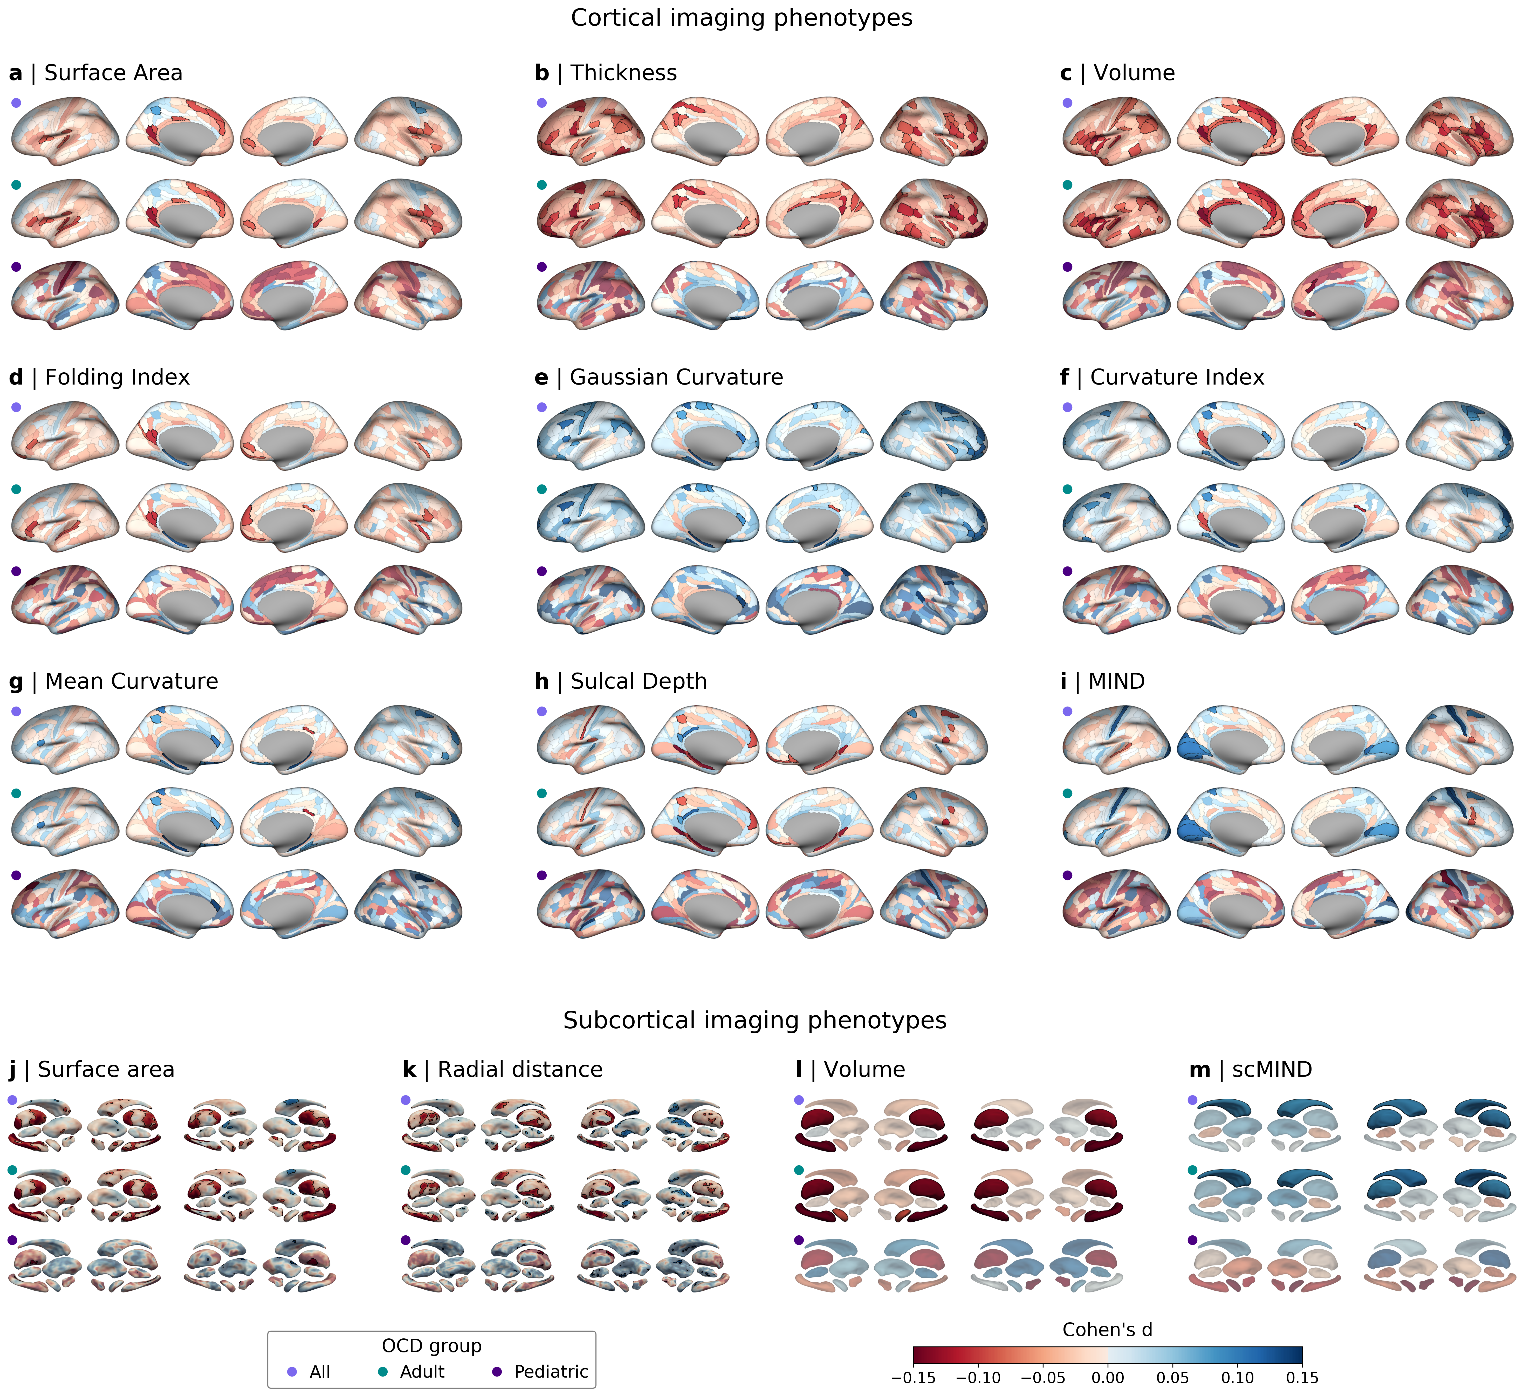 Cortical imaging phenotypes
a | Surface Area
b | Thickness
c | Volume
d | Folding Index
e | Gaussian Curvature
f | Curvature Index
g | Mean Curvature
h | Sulcal Depth
i | MIND
Subcortical imaging phenotypes
j | Surface area
k | Radial distance
l | Volume
m | scMIND
OCD group
All
Adult
Pediatric
Cohen's d
−0.15 −0.10 −0.05 0.00 0.05 0.10 0.15